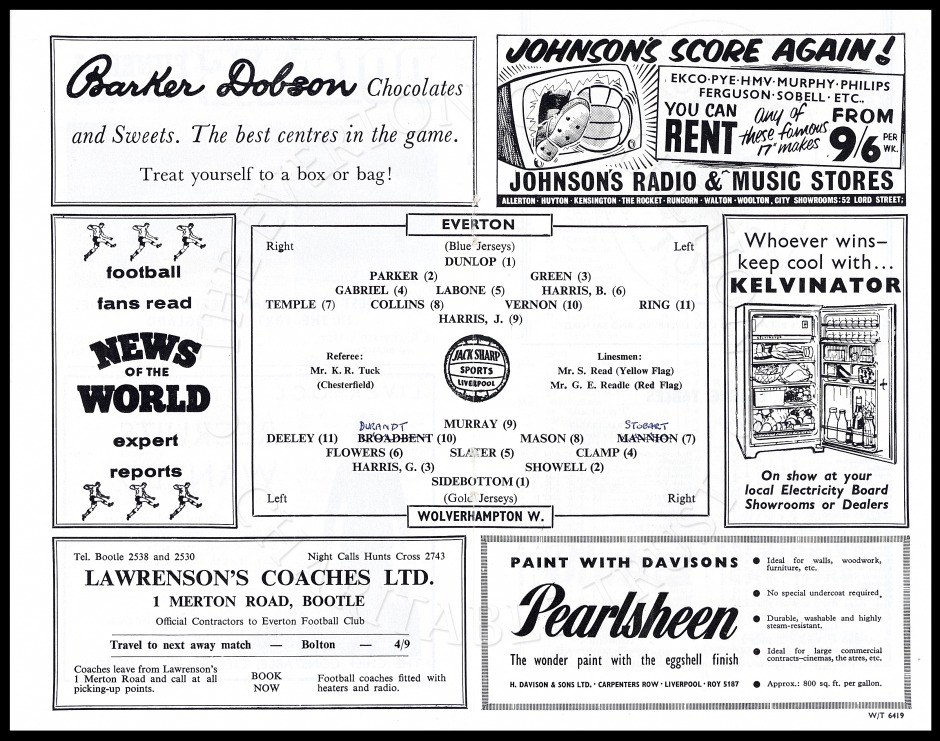 Barker Dobson Chocolates
and Sweets. The best centres in the game.
Treat yourself to a box or bag!
JOHNSON'S SCORE AGAIN!
EKCO·PYE·HMV·MURPHY·PHILIPS
FERGUSON·SOBELL·ETC..
YOU CAN RENT
any of these famous 17" makes
FROM 9/6 PER WK.
JOHNSON'S RADIO & MUSIC STORES
ALLERTON · HUYTON · KENSINGTON · THE ROCKET · RUNCORN · WALTON · WOOLTON, CITY SHOWROOMS: 52 LORD STREET;
football
fans read
NEWS
OF THE
WORLD
expert
reports
EVERTON
Right (Blue Jerseys) Left
DUNLOP (1)
PARKER (2) GREEN (3)
GABRIEL (4) LABONE (5) HARRIS, B. (6)
TEMPLE (7) COLLINS (8) VERNON (10) RING (11)
HARRIS, J. (9)
Referee:
Mr. K. R. Tuck
(Chesterfield)
JACK SHARP
SPORTS
LIVERPOOL
Linesmen:
Mr. S. Read (Yellow Flag)
Mr. G. E. Readle (Red Flag)
MURRAY (9)
DURANDT STOBART
DEELEY (11) BROADBENT (10) MASON (8) MANNION (7)
FLOWERS (6) SLATER (5) CLAMP (4)
HARRIS, G. (3) SHOWELL (2)
SIDEBOTTOM (1)
Left (Gold Jerseys) Right
WOLVERHAMPTON W.
Whoever wins–
keep cool with...
KELVINATOR
On show at your
local Electricity Board
Showrooms or Dealers
Tel. Bootle 2538 and 2530 Night Calls Hunts Cross 2743
LAWRENSON'S COACHES LTD.
1 MERTON ROAD, BOOTLE
Official Contractors to Everton Football Club
Travel to next away match — Bolton — 4/9
Coaches leave from Lawrenson's
1 Merton Road and call at all
picking-up points.
BOOK
NOW
Football coaches fitted with
heaters and radio.
PAINT WITH DAVISONS
Pearlsheen
The wonder paint with the eggshell finish
H. DAVISON & SONS LTD. · CARPENTERS ROW · LIVERPOOL · ROY 5187
● Ideal for walls, woodwork,
furniture, etc.
● No special undercoat required.
● Durable, washable and highly
steam-resistant.
● Ideal for large commercial
contracts–cinemas, the atres, etc.
● Approx.: 800 sq. ft. per gallon.
W/T 6419